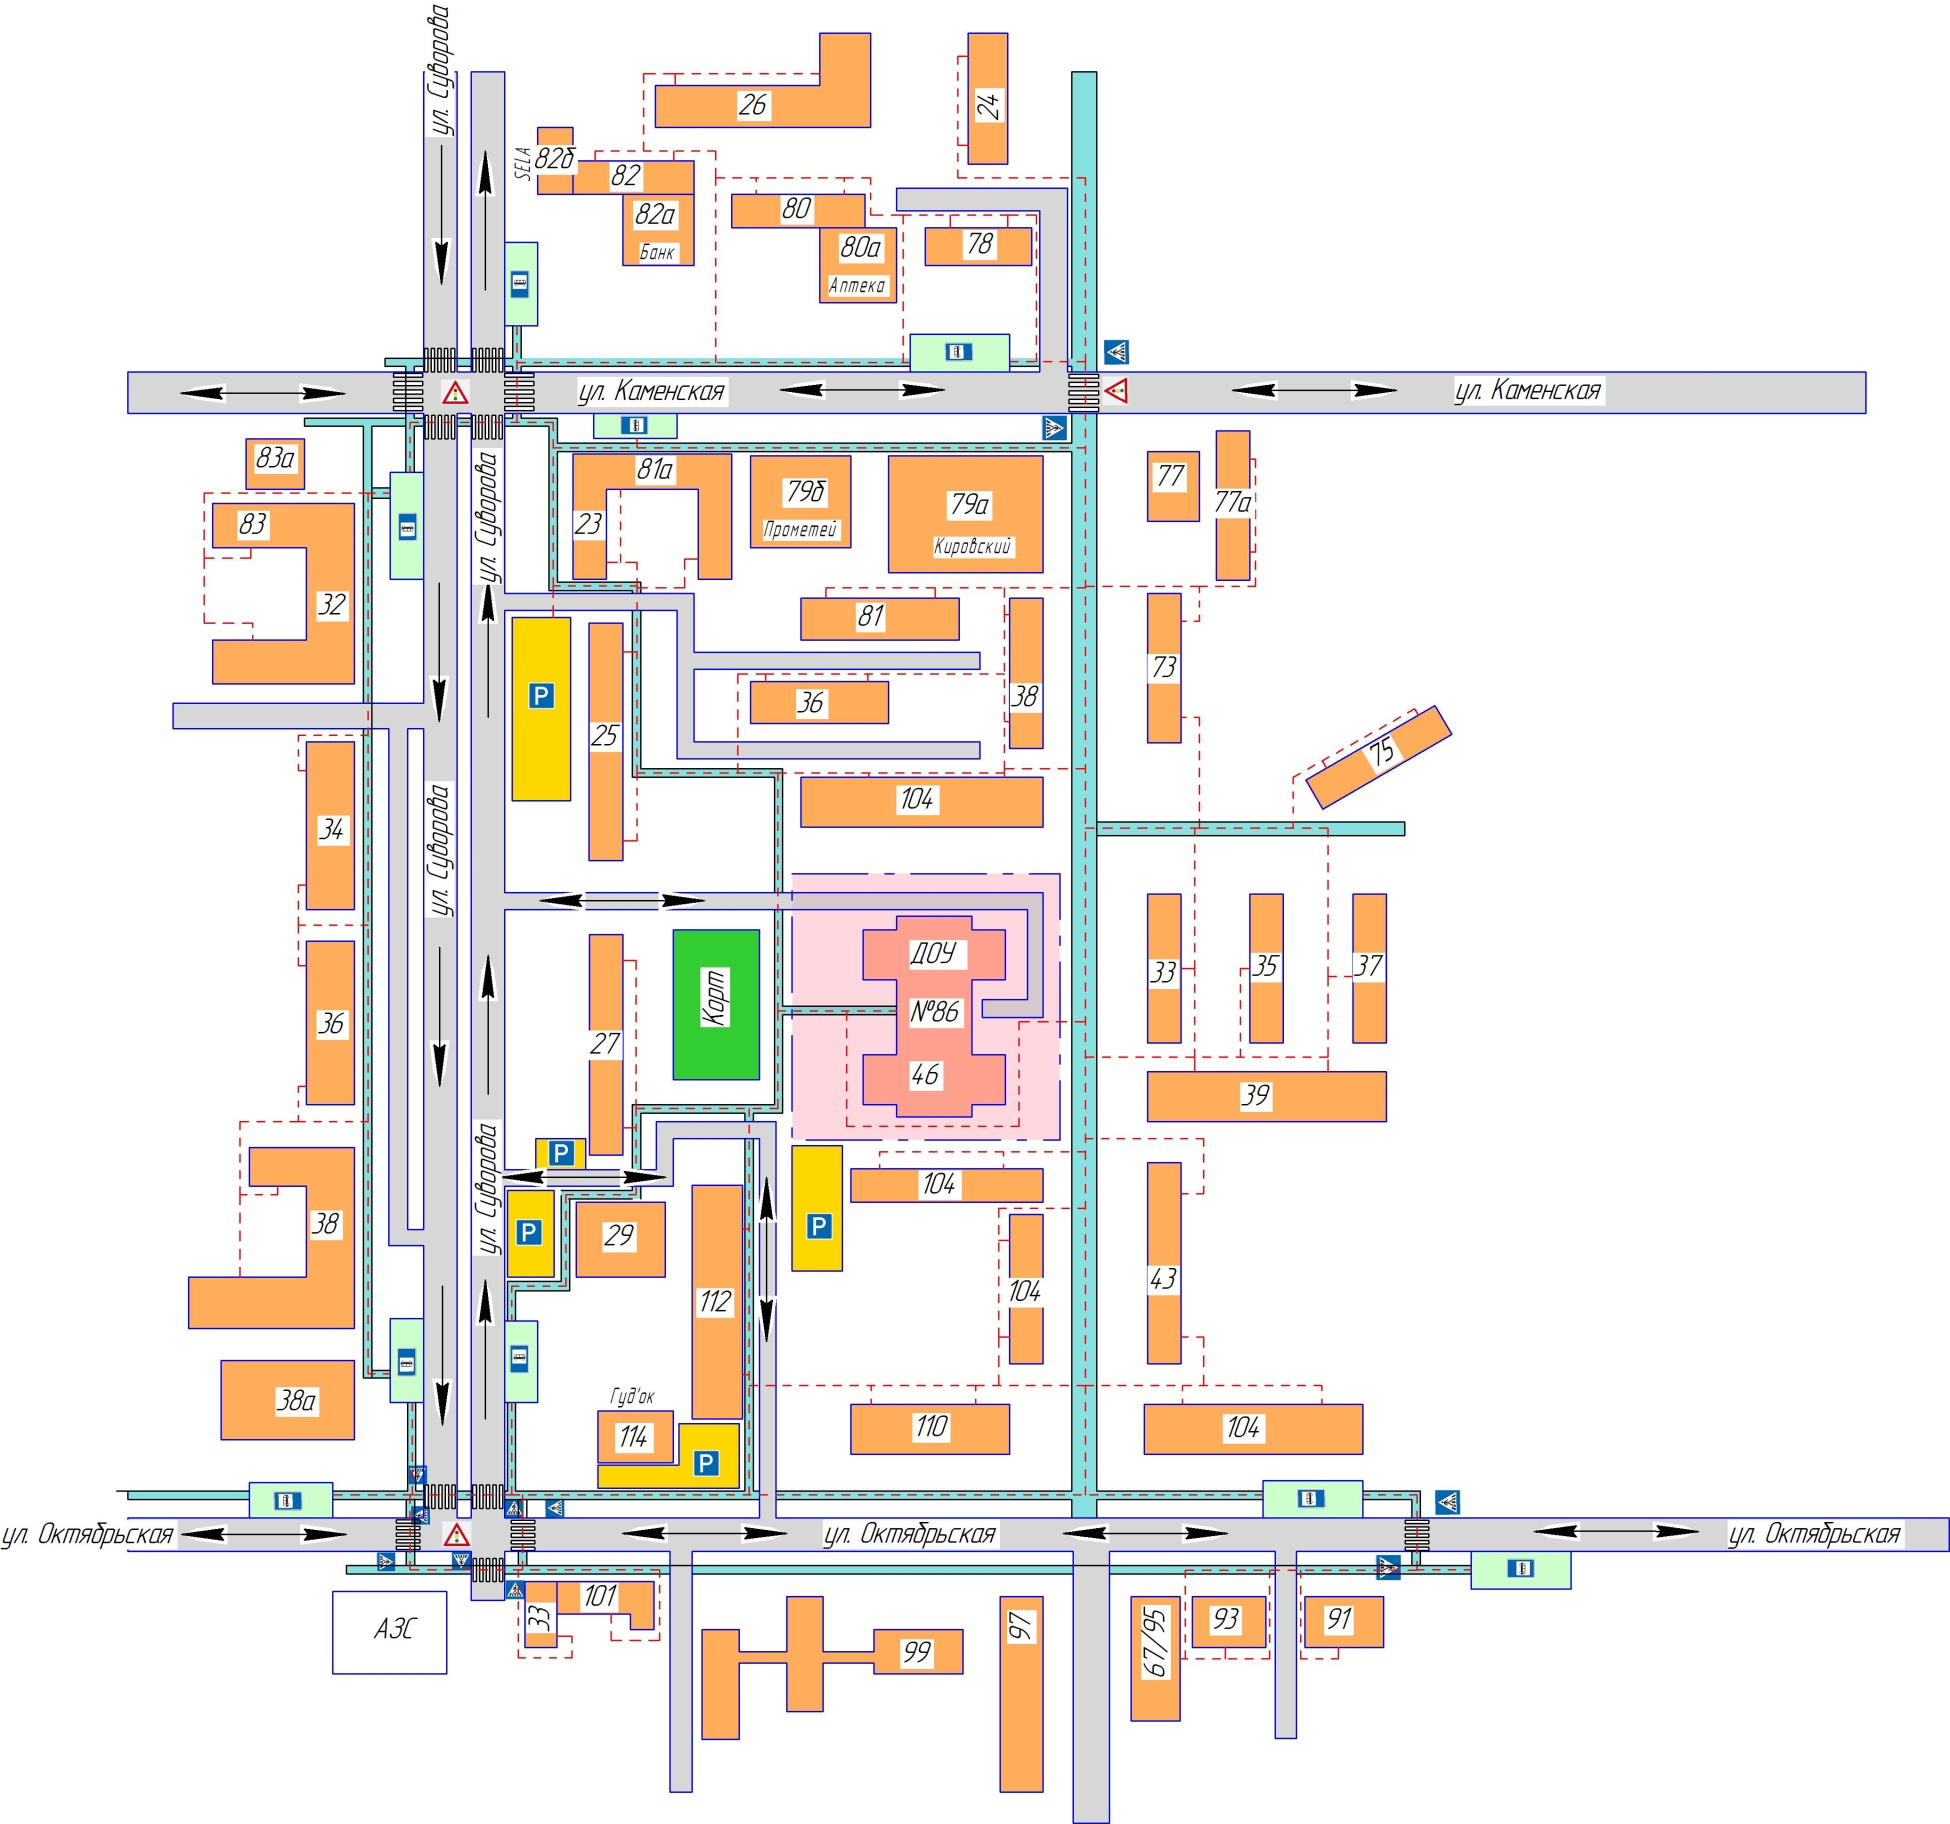 ул. Суворова
26
24
SELA
82б
82
82а
Банк
80
80а
Аптека
78
ул. Каменская
ул. Каменская
83а
83
32
ул. Суворова
81а
23
79б
Прометей
79а
Кировский
77
77а
81
38
36
73
75
P
25
104
34
ул. Суворова
36
27
Корт
ДОУ
№86
46
33
35
37
39
ул. Суворова
P
P
29
38
112
P
104
104
43
38а
Гуд'ок
114
P
110
104
ул. Октябрьская
ул. Октябрьская
ул. Октябрьская
АЗС
33
101
99
97
67/95
93
91